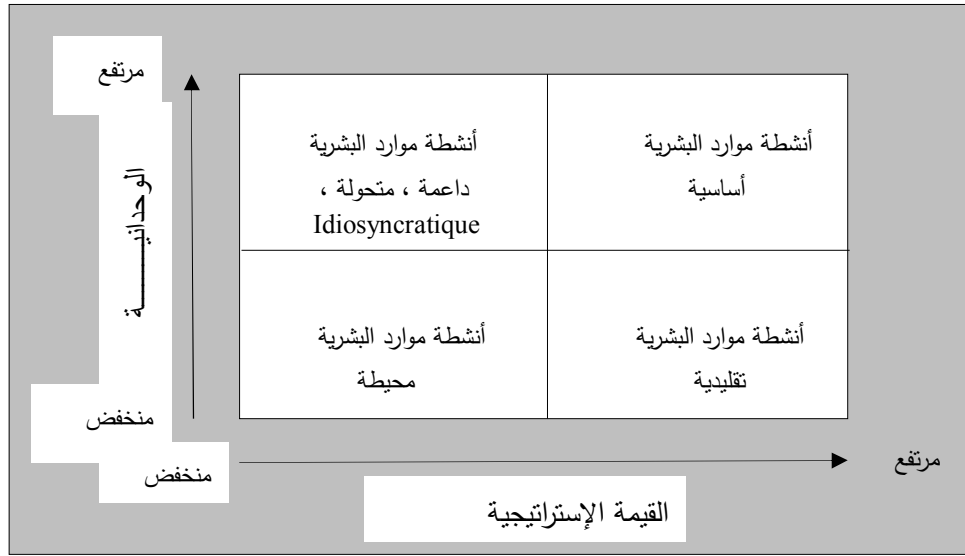 مرتفع
الوحدانيـــــــة
منخفض
أنشطة موارد البشرية
أساسية
أنشطة موارد البشرية
داعمة ، متحولة ،
Idiosyncratique
أنشطة موارد البشرية
تقليدية
أنشطة موارد البشرية
محيطة
منخفض
مرتفع
القيمة الإستراتيجية